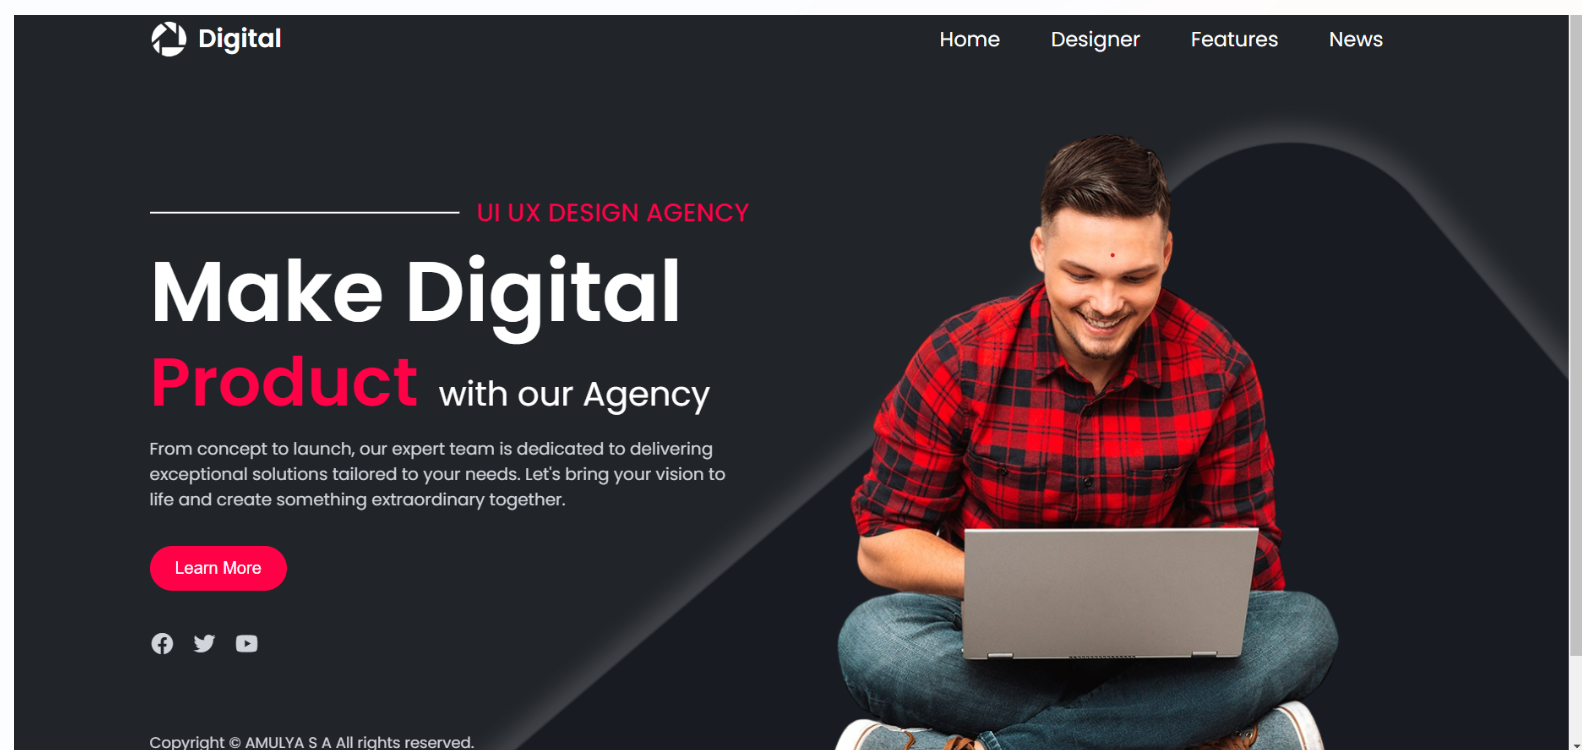 Digital
Home
Designer
Features
News
UI UX DESIGN AGENCY
Make Digital
Product with our Agency
From concept to launch, our expert team is dedicated to delivering
exceptional solutions tailored to your needs. Let's bring your vision to
life and create something extraordinary together.
Learn More
Copyright © AMULYA S A All rights reserved.